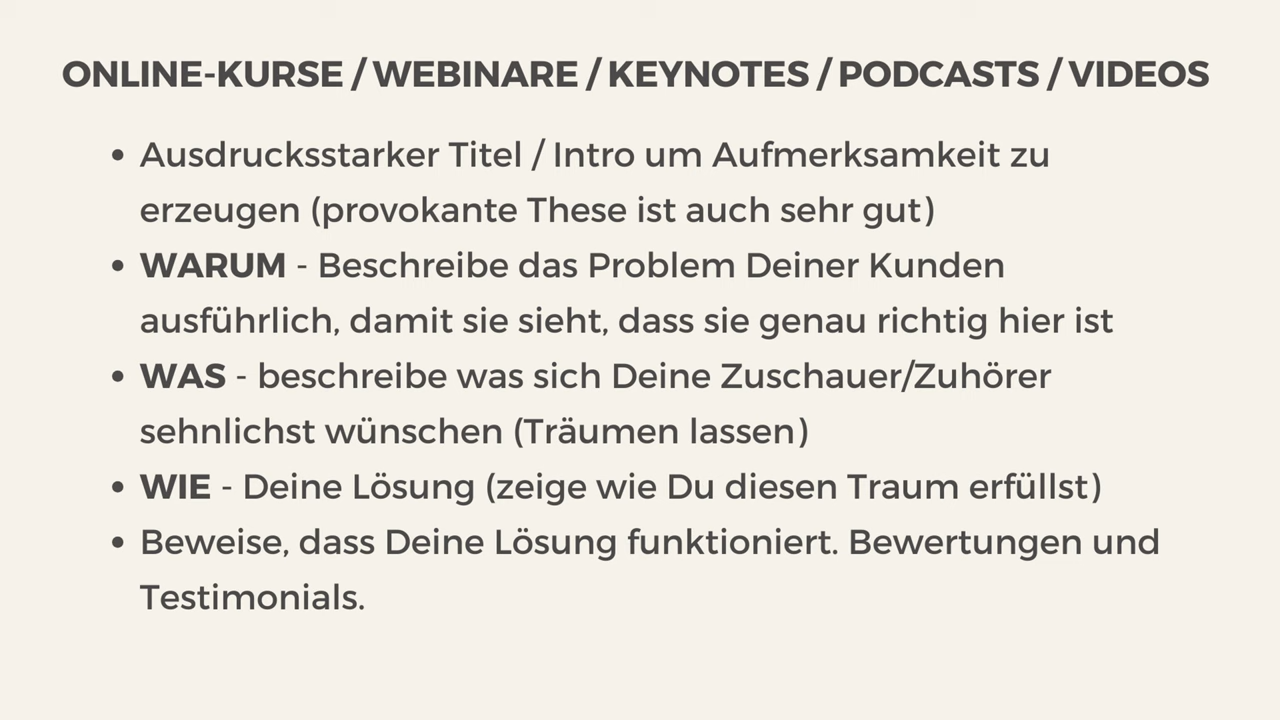 ONLINE-KURSE / WEBINARE / KEYNOTES / PODCASTS / VIDEOS
• Ausdrucksstarker Titel / Intro um Aufmerksamkeit zu
erzeugen (provokante These ist auch sehr gut)
• WARUM - Beschreibe das Problem Deiner Kunden
ausführlich, damit sie sieht, dass sie genau richtig hier ist
• WAS - beschreibe was sich Deine Zuschauer/Zuhörer
sehnlichst wünschen (Träumen lassen)
• WIE - Deine Lösung (zeige wie Du diesen Traum erfüllst)
• Beweise, dass Deine Lösung funktioniert. Bewertungen und
Testimonials.